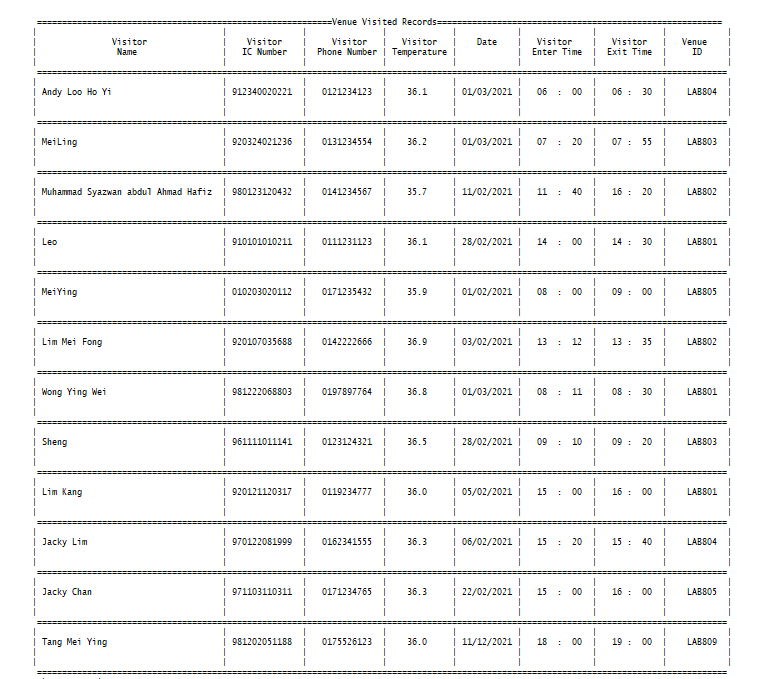 Venue Visited Records
Visitor Visitor Visitor Visitor Date Visitor Visitor Venue
Name IC Number Phone Number Temperature Enter Time Exit Time ID
Andy Loo Ho Yi 912340020221 0121234123 36.1 01/03/2021 06 : 00 06 : 30 LAB804
MeiLing 920324021236 0131234554 36.2 01/03/2021 07 : 20 07 : 55 LAB803
Muhammad Syazwan abdul Ahmad Hafiz 980123120432 0141234567 35.7 11/02/2021 11 : 40 16 : 20 LAB802
Leo 910101010211 0111231123 36.1 28/02/2021 14 : 00 14 : 30 LAB801
MeiYing 010203020112 0171235432 35.9 01/02/2021 08 : 00 09 : 00 LAB805
Lim Mei Fong 920107035688 0142222666 36.9 03/02/2021 13 : 12 13 : 35 LAB802
Wong Ying Wei 981222068803 0197897764 36.8 01/03/2021 08 : 11 08 : 30 LAB801
Sheng 961111011141 0123124321 36.5 28/02/2021 09 : 10 09 : 20 LAB803
Lim Kang 920121120317 0119234777 36.0 05/02/2021 15 : 00 16 : 00 LAB801
Jacky Lim 970122081999 0162341555 36.3 06/02/2021 15 : 20 15 : 40 LAB804
Jacky Chan 971103110311 0171234765 36.3 22/02/2021 15 : 00 16 : 00 LAB805
Tang Mei Ying 981202051188 0175526123 36.0 11/12/2021 18 : 00 19 : 00 LAB809